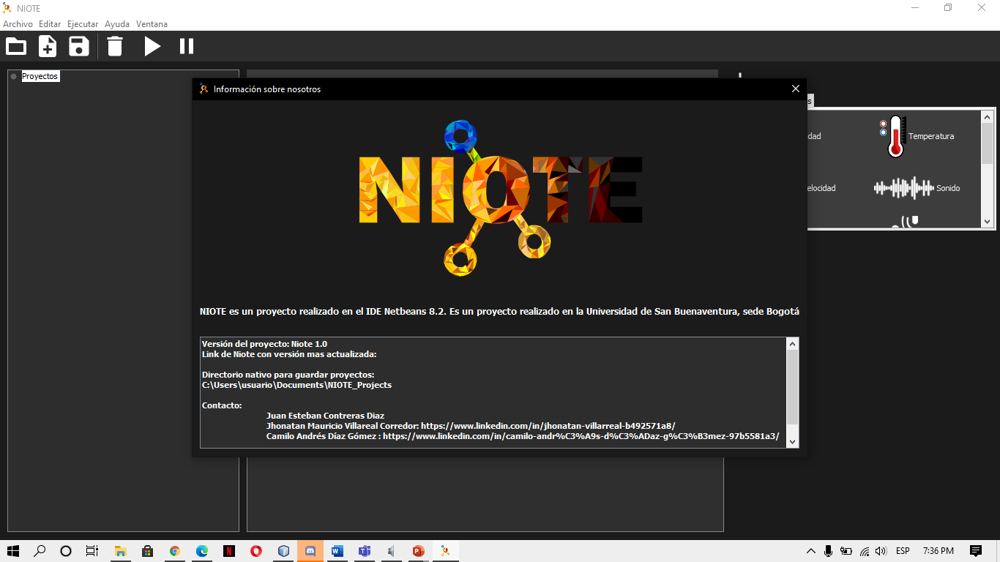 NIOTE
Archivo Editar Ejecutar Ayuda Ventana
Proyectos
Información sobre nosotros
NIOTE
Temperatura
Sonido
NIOTE es un proyecto realizado en el IDE Netbeans 8.2. Es un proyecto realizado en la Universidad de San Buenaventura, sede Bogotá
Versión del proyecto: Niote 1.0
Link de Niote con versión mas actualizada:
Directorio nativo para guardar proyectos:
C:\Users\usuario\Documents\NIOTE_Projects
Contacto:
Juan Esteban Contreras Diaz
Jhonatan Mauricio Villareal Corredor: https://www.linkedin.com/in/jhonatan-villarreal-b492571a8/
Camilo Andrés Díaz Gómez : https://www.linkedin.com/in/camilo-andr%C3%A9s-d%C3%ADaz-g%C3%B3mez-97b5581a3/
ESP 7:36 PM